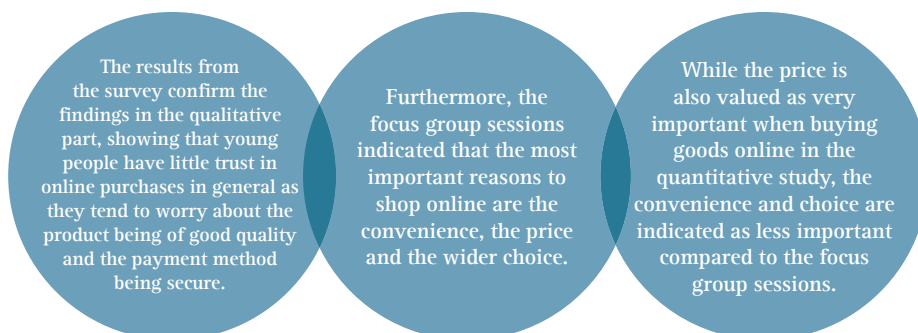 The results from
the survey confirm the
findings in the qualitative
part, showing that young
people have little trust in
online purchases in general as
they tend to worry about the
product being of good quality
and the payment method
being secure.
Furthermore, the
focus group sessions
indicated that the most
important reasons to
shop online are the
convenience, the price
and the wider choice.
While the price is
also valued as very
important when buying
goods online in the
quantitative study, the
convenience and choice are
indicated as less important
compared to the focus
group sessions.